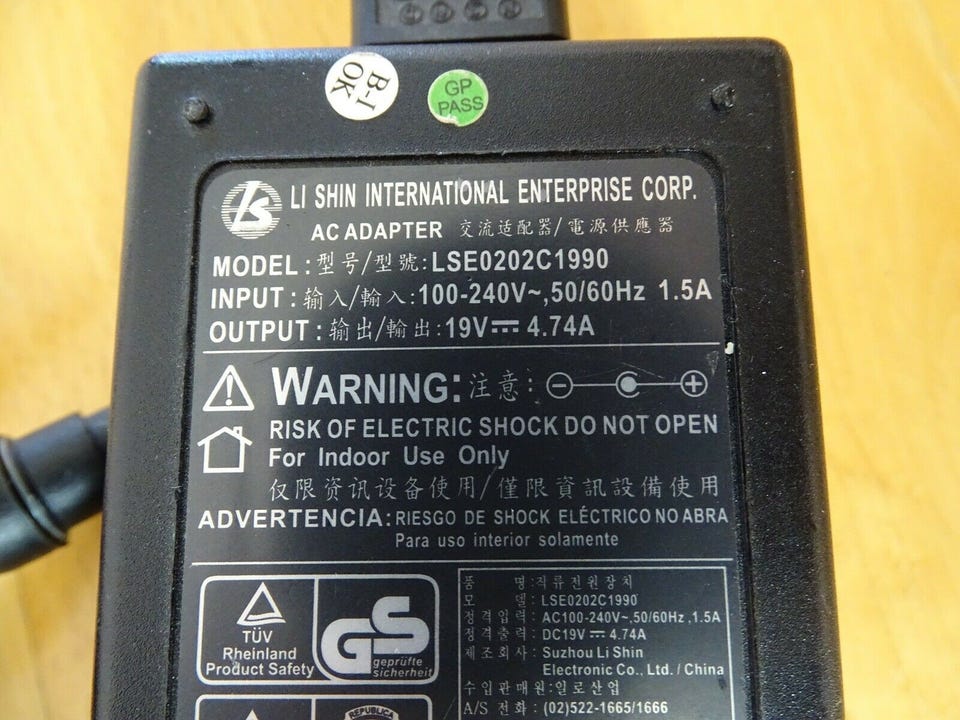 B-1
OK
GP
PASS
LS
LI SHIN INTERNATIONAL ENTERPRISE CORP.
AC ADAPTER 交流适配器/電源供應器
MODEL:型号/型號:LSE0202C1990
INPUT:输入/輸入:100-240V~,50/60Hz 1.5A
OUTPUT:输出/輸出:19V⎓ 4.74A
WARNING:注意:
RISK OF ELECTRIC SHOCK DO NOT OPEN
For Indoor Use Only
仅限资讯设备使用/僅限資訊設備使用
ADVERTENCIA:RIESGO DE SHOCK ELÉCTRICO NO ABRA
Para uso interior solamente
TÜV
Rheinland
Product Safety
GS
geprüfte
sicherheit
품 명:직류전원장치
모 델: LSE0202C1990
정격입력: AC100-240V~,50/60Hz ,1.5A
정격출력: DC19V⎓ 4.74A
제조회사: Suzhou Li Shin
Electronic Co., Ltd. / China
수입판매원:일로산업
A/S 전화: (02)522-1665/1666
REPUBLICA